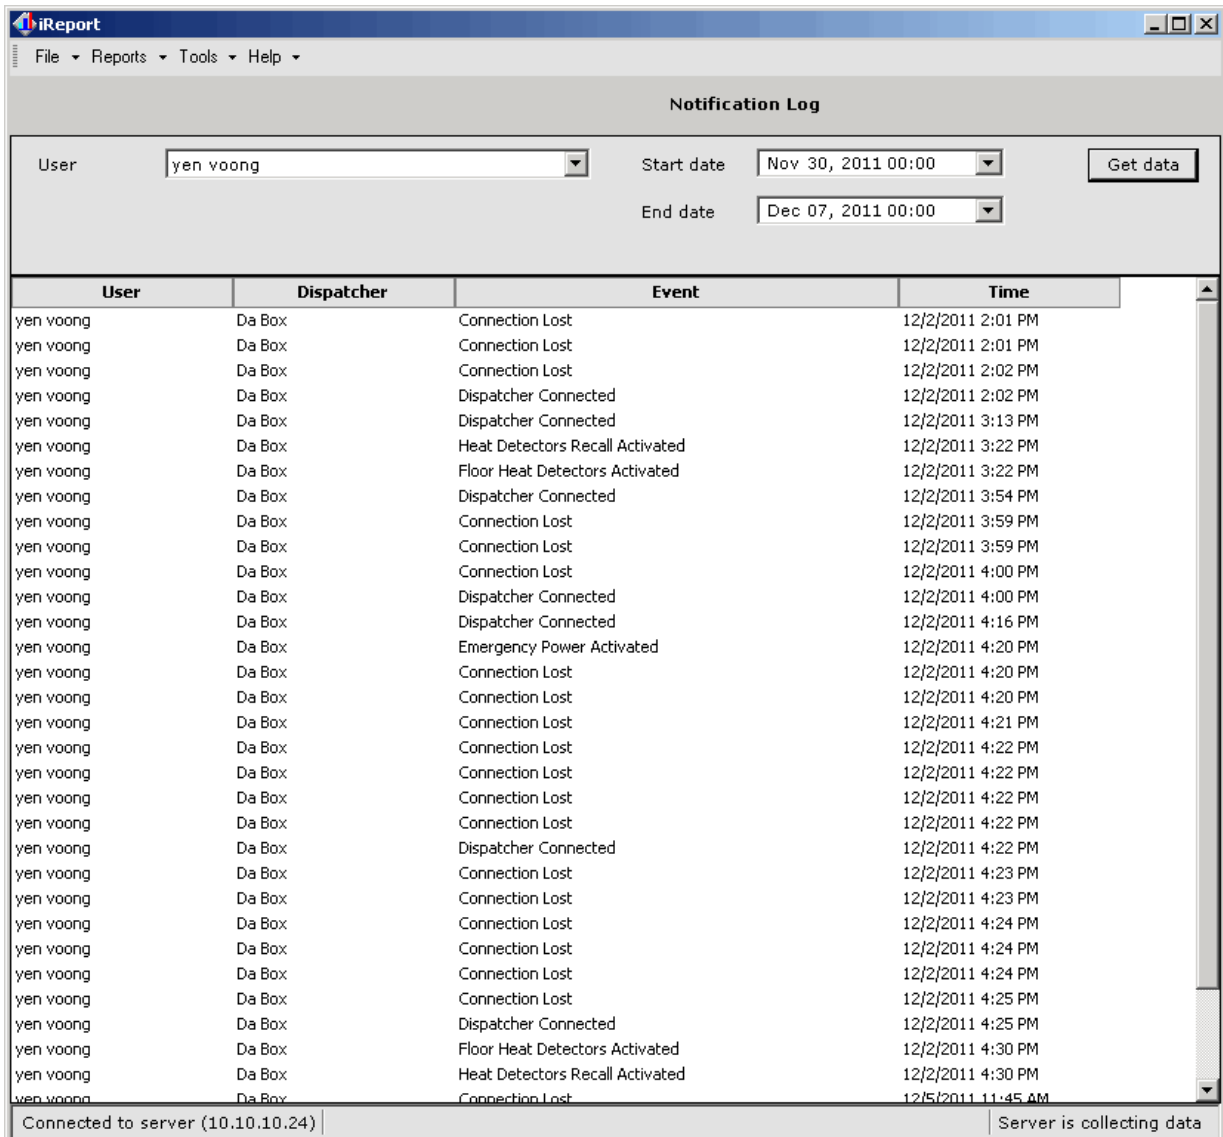 iReport
File Reports Tools Help
Notification Log
User yen voong Start date Nov 30, 2011 00:00 Get data
End date Dec 07, 2011 00:00
User Dispatcher Event Time
yen voong Da Box Connection Lost 12/2/2011 2:01 PM
yen voong Da Box Connection Lost 12/2/2011 2:01 PM
yen voong Da Box Connection Lost 12/2/2011 2:02 PM
yen voong Da Box Dispatcher Connected 12/2/2011 2:02 PM
yen voong Da Box Dispatcher Connected 12/2/2011 3:13 PM
yen voong Da Box Heat Detectors Recall Activated 12/2/2011 3:22 PM
yen voong Da Box Floor Heat Detectors Activated 12/2/2011 3:22 PM
yen voong Da Box Dispatcher Connected 12/2/2011 3:54 PM
yen voong Da Box Connection Lost 12/2/2011 3:59 PM
yen voong Da Box Connection Lost 12/2/2011 3:59 PM
yen voong Da Box Connection Lost 12/2/2011 4:00 PM
yen voong Da Box Dispatcher Connected 12/2/2011 4:00 PM
yen voong Da Box Dispatcher Connected 12/2/2011 4:16 PM
yen voong Da Box Emergency Power Activated 12/2/2011 4:20 PM
yen voong Da Box Connection Lost 12/2/2011 4:20 PM
yen voong Da Box Connection Lost 12/2/2011 4:20 PM
yen voong Da Box Connection Lost 12/2/2011 4:21 PM
yen voong Da Box Connection Lost 12/2/2011 4:22 PM
yen voong Da Box Connection Lost 12/2/2011 4:22 PM
yen voong Da Box Connection Lost 12/2/2011 4:22 PM
yen voong Da Box Connection Lost 12/2/2011 4:22 PM
yen voong Da Box Dispatcher Connected 12/2/2011 4:22 PM
yen voong Da Box Connection Lost 12/2/2011 4:23 PM
yen voong Da Box Connection Lost 12/2/2011 4:23 PM
yen voong Da Box Connection Lost 12/2/2011 4:24 PM
yen voong Da Box Connection Lost 12/2/2011 4:24 PM
yen voong Da Box Connection Lost 12/2/2011 4:24 PM
yen voong Da Box Connection Lost 12/2/2011 4:25 PM
yen voong Da Box Dispatcher Connected 12/2/2011 4:25 PM
yen voong Da Box Floor Heat Detectors Activated 12/2/2011 4:30 PM
yen voong Da Box Heat Detectors Recall Activated 12/2/2011 4:30 PM
yen voong Da Box Connection Lost 12/5/2011 11:45 AM
Connected to server (10.10.10.24) Server is collecting data